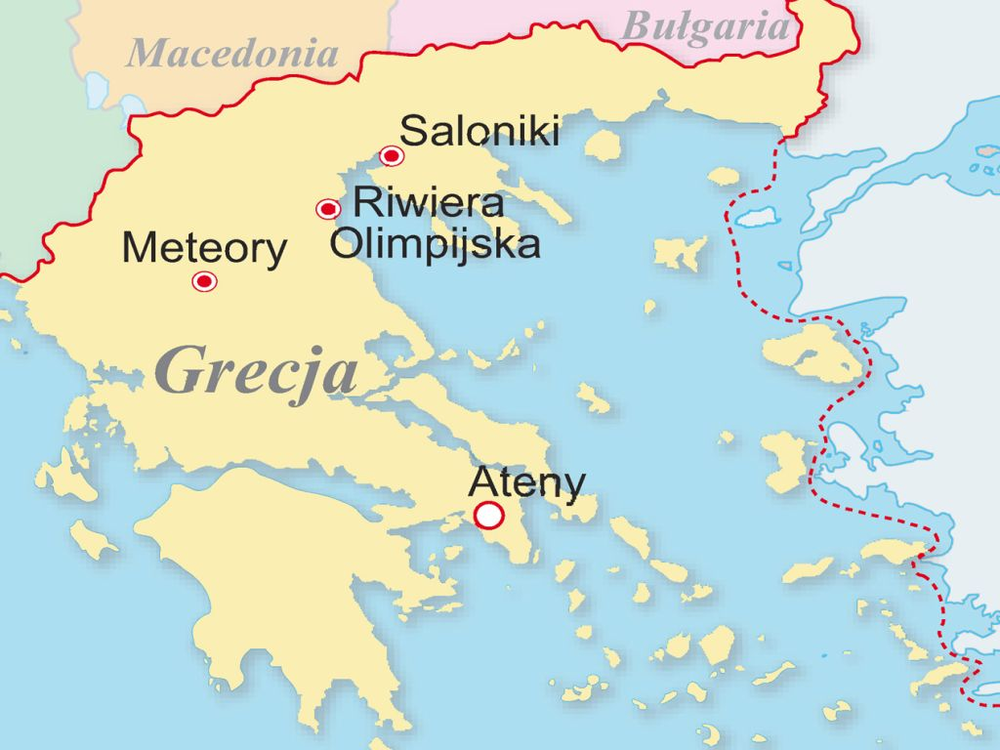 Bułgaria
Macedonia
Saloniki
Riwiera
Olimpijska
Meteory
Grecja
Ateny